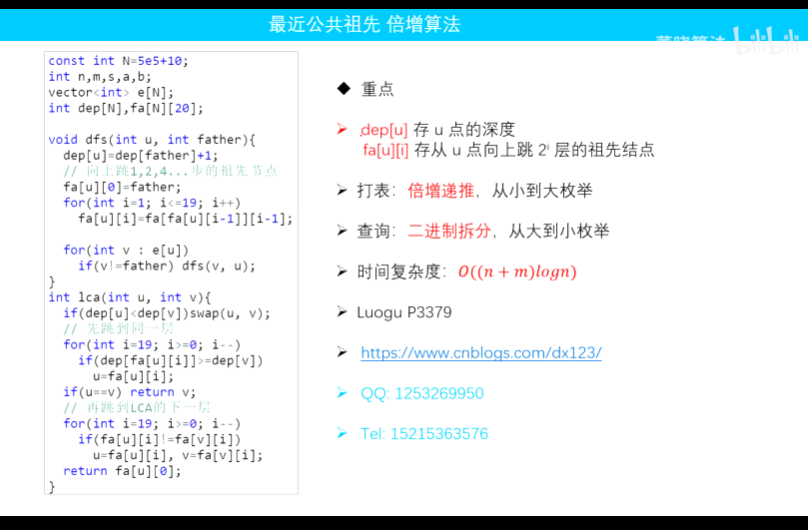 最近公共祖先 倍增算法
bilibili
const int N=5e5+10;
int n,m,s,a,b;
vector<int> e[N];
int dep[N],fa[N][20];
void dfs(int u, int father){
dep[u]=dep[father]+1;
// 向上跳1,2,4...步的祖先节点
fa[u][0]=father;
for(int i=1; i<=19; i++)
fa[u][i]=fa[fa[u][i-1]][i-1];
for(int v : e[u])
if(v!=father) dfs(v, u);
}
int lca(int u, int v){
if(dep[u]<dep[v])swap(u, v);
// 先跳到同一层
for(int i=19; i>=0; i--)
if(dep[fa[u][i]]>=dep[v])
u=fa[u][i];
if(u==v) return v;
// 再跳到LCA的下一层
for(int i=19; i>=0; i--)
if(fa[u][i]!=fa[v][i])
u=fa[u][i], v=fa[v][i];
return fa[u][0];
}
◆ 重点
➢ dep[u] 存 u 点的深度
fa[u][i] 存从 u 点向上跳 2ⁱ 层的祖先结点
➢ 打表：倍增递推，从小到大枚举
➢ 查询：二进制拆分，从大到小枚举
➢ 时间复杂度：O((n + m)logn)
➢ Luogu P3379
➢ https://www.cnblogs.com/dx123/
➢ QQ: 1253269950
➢ Tel: 15215363576